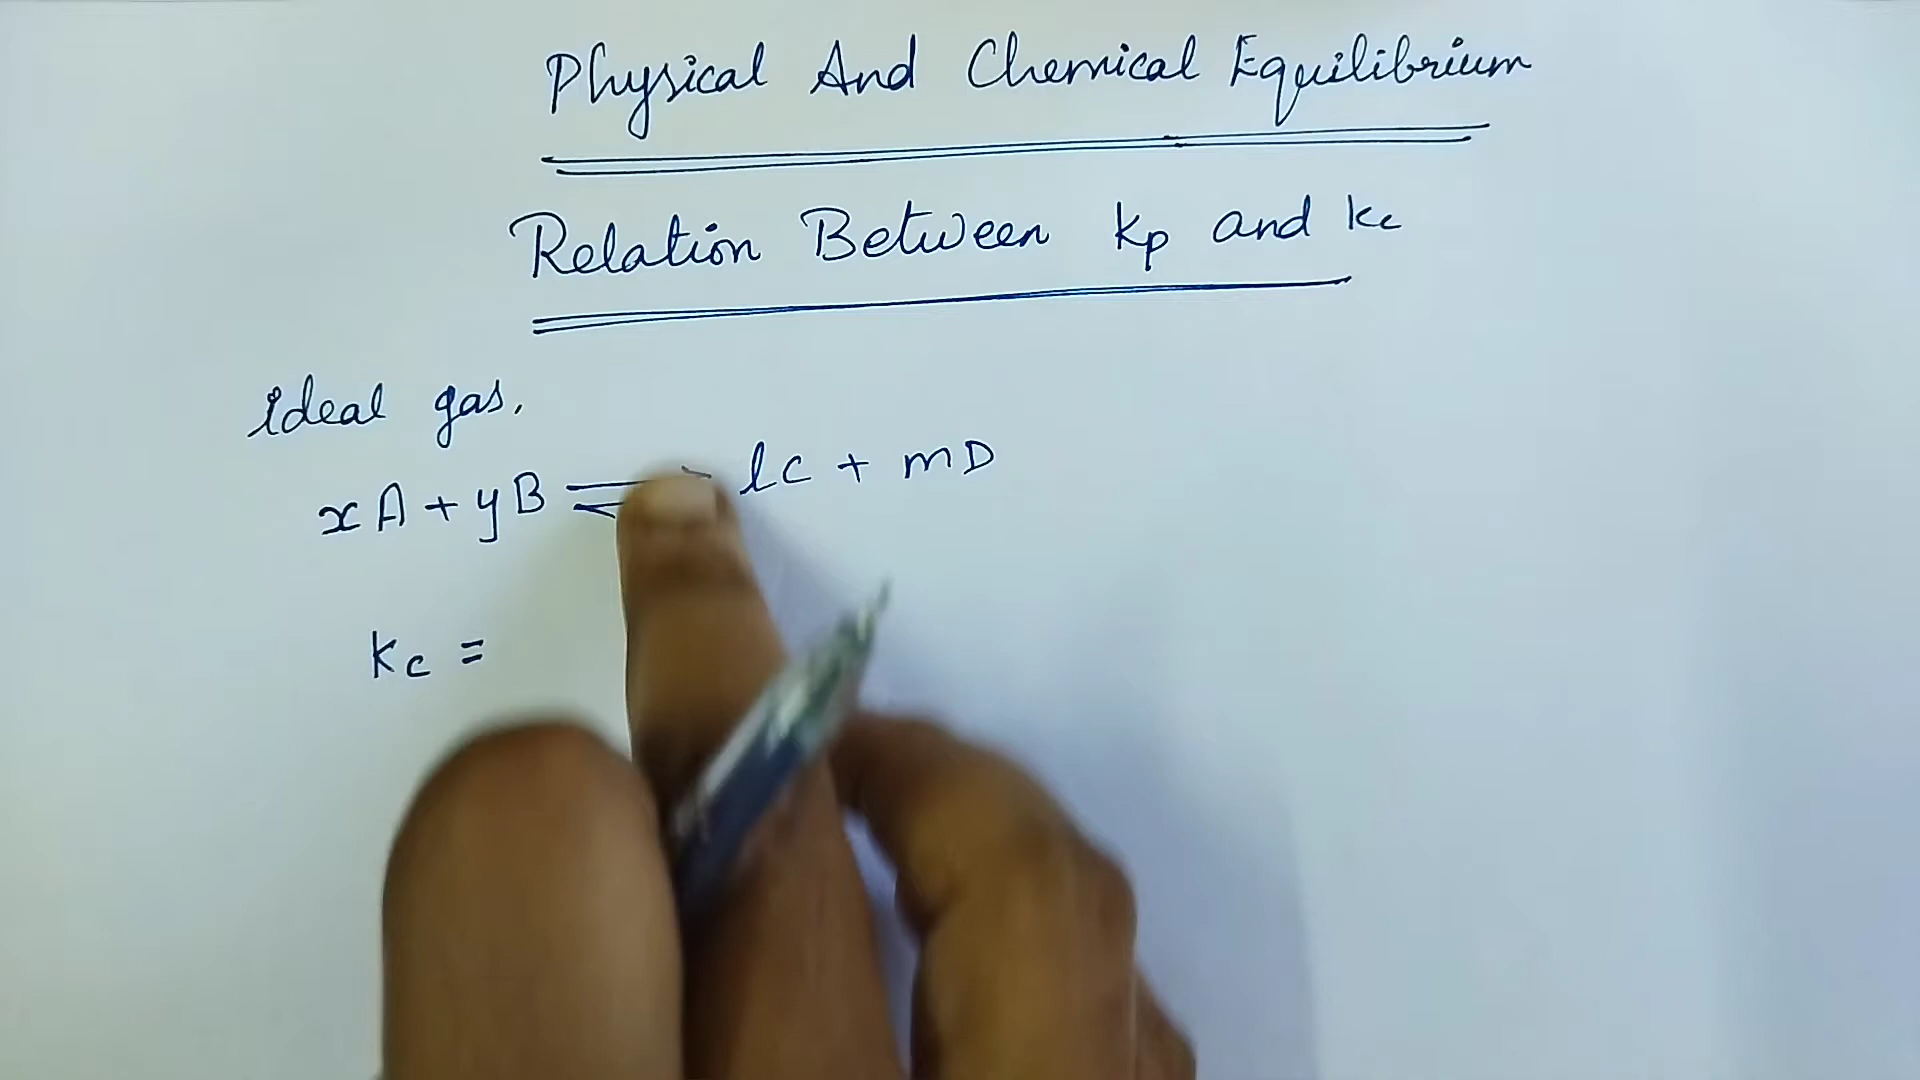 Physical And Chemical Equilibrium
Relation Between kp and kc
ideal gas.
xA + yB ⇌ lC + mD
kc =